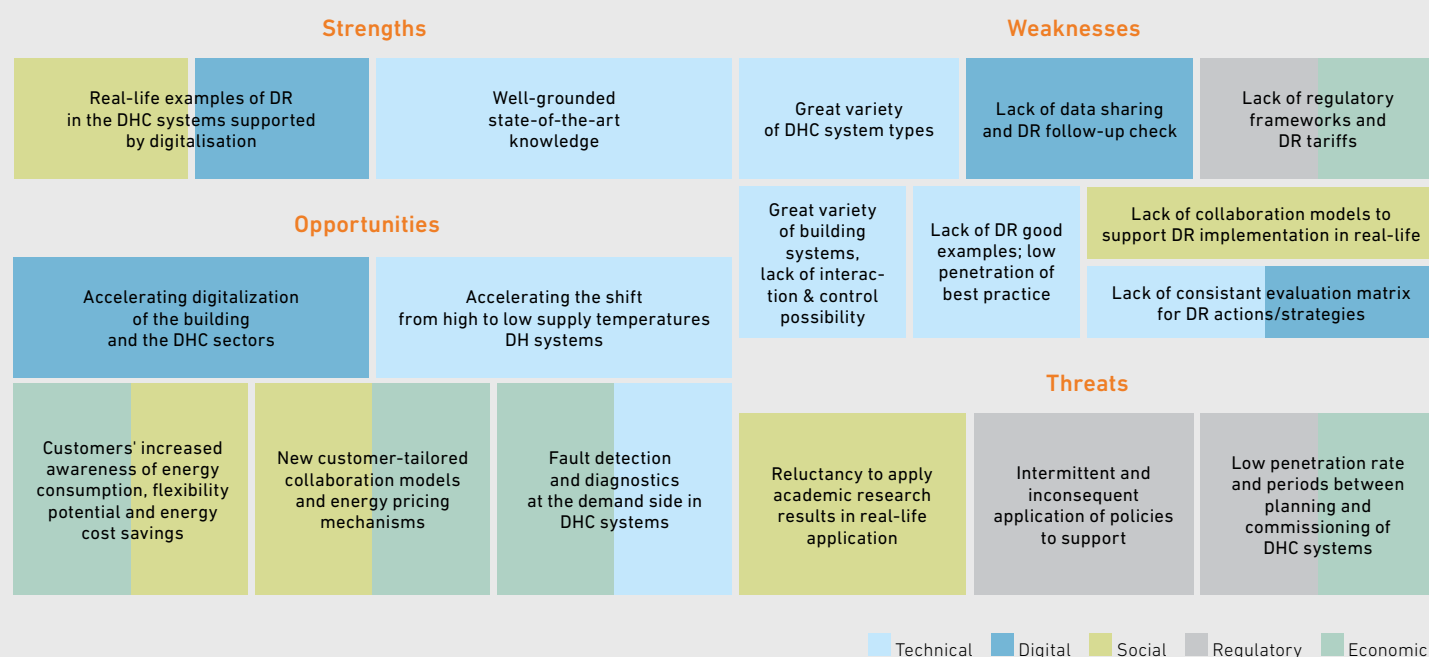 Strengths
Real-life examples of DR
in the DHC systems supported
by digitalisation
Well-grounded
state-of-the-art
knowledge
Opportunities
Accelerating digitalization
of the building
and the DHC sectors
Accelerating the shift
from high to low supply temperatures
DH systems
Customers' increased
awareness of energy
consumption, flexibility
potential and energy
cost savings
New customer-tailored
collaboration models
and energy pricing
mechanisms
Fault detection
and diagnostics
at the demand side in
DHC systems
Weaknesses
Great variety
of DHC system types
Lack of data sharing
and DR follow-up check
Lack of regulatory
frameworks and
DR tariffs
Great variety
of building
systems,
lack of interac-
tion & control
possibility
Lack of DR good
examples; low
penetration of
best practice
Lack of collaboration models to
support DR implementation in real-life
Lack of consistant evaluation matrix
for DR actions/strategies
Threats
Reluctancy to apply
academic research
results in real-life
application
Intermittent and
inconsequent
application of policies
to support
Low penetration rate
and periods between
planning and
commissioning of
DHC systems
Technical Digital Social Regulatory Economic